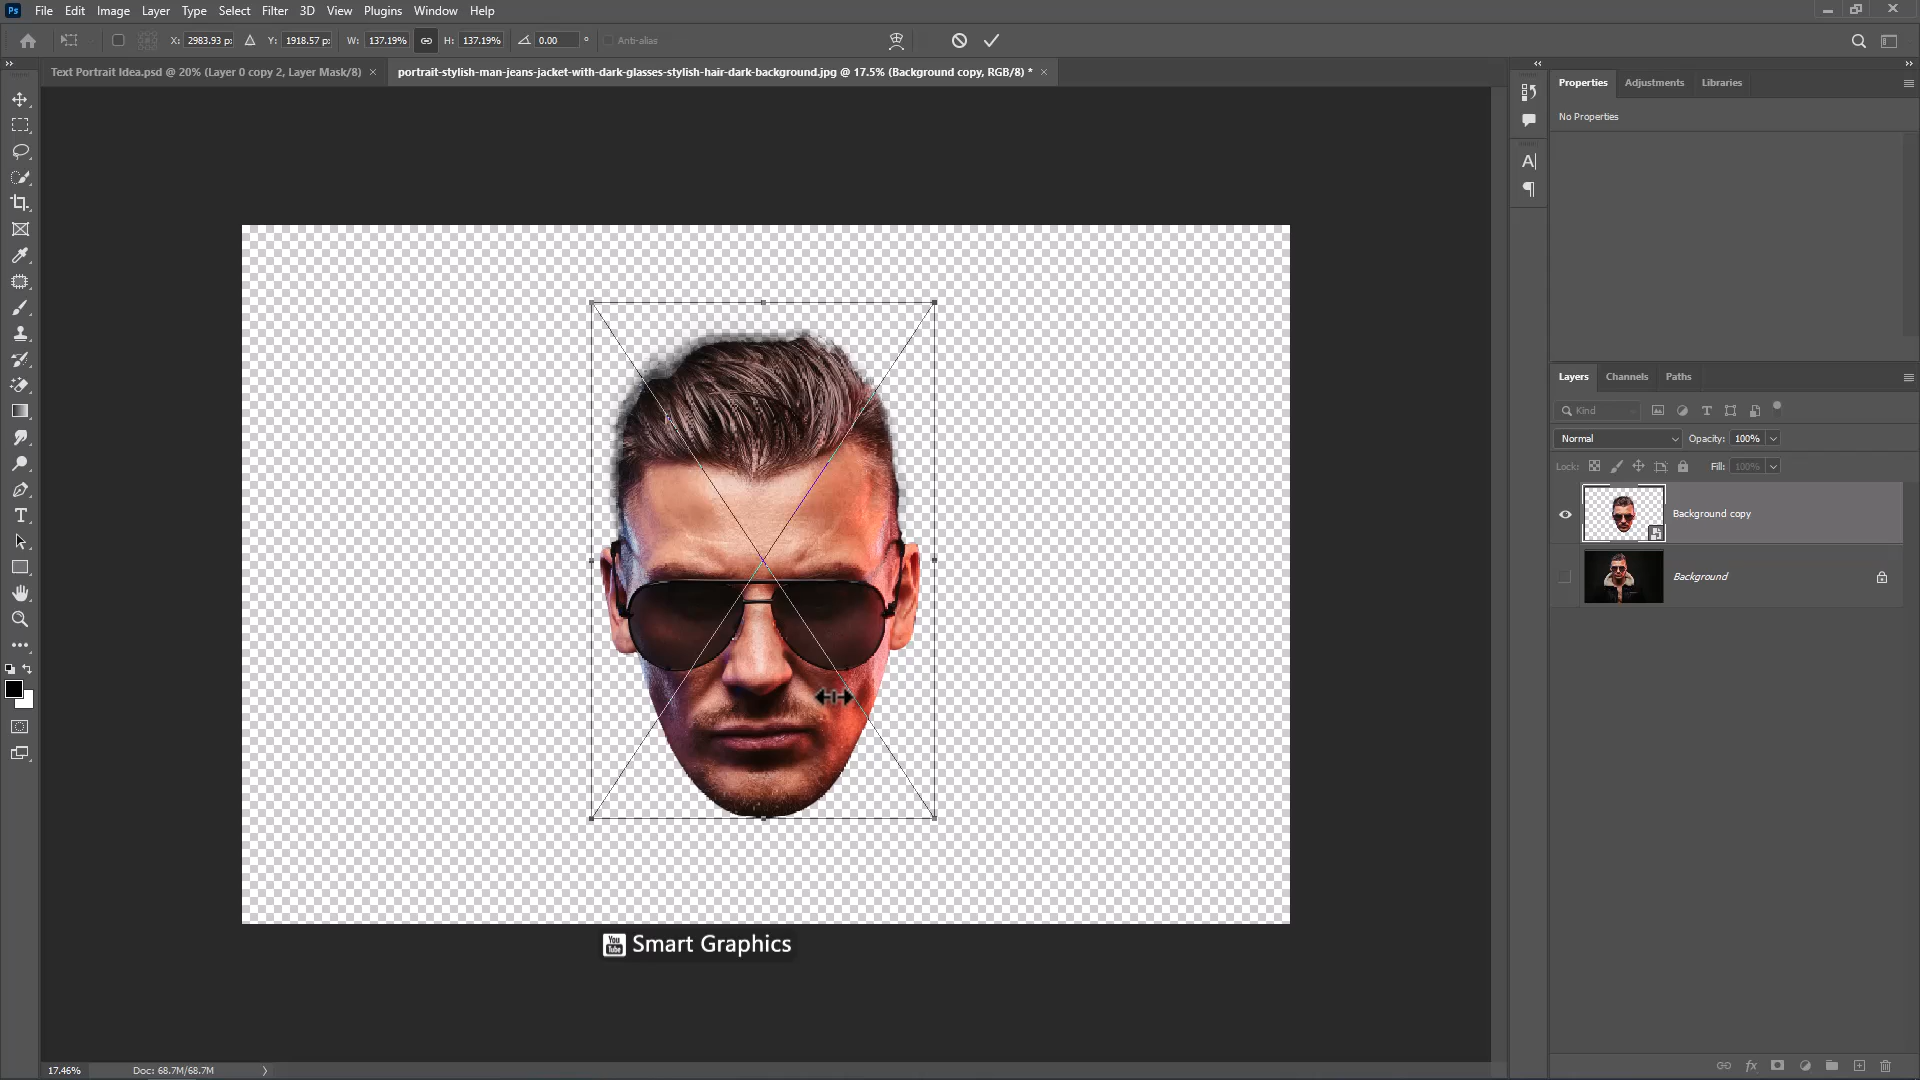 Ps File Edit Image Layer Type Select Filter 3D View Plugins Window Help
X: 2983.93 p: Y: 1918.57 p: W: 137.19% H: 137.19% 0.00 ° Anti-alias
Text Portrait Idea.psd @ 20% (Layer 0 copy 2, Layer Mask/8) × portrait-stylish-man-jeans-jacket-with-dark-glasses-stylish-hair-dark-background.jpg @ 17.5% (Background copy, RGB/8) * ×
Properties Adjustments Libraries
No Properties
Layers Channels Paths
Kind
Normal Opacity: 100%
Lock: Fill: 100%
Background copy
Background
You Tube Smart Graphics
17.46% Doc: 68.7M/68.7M